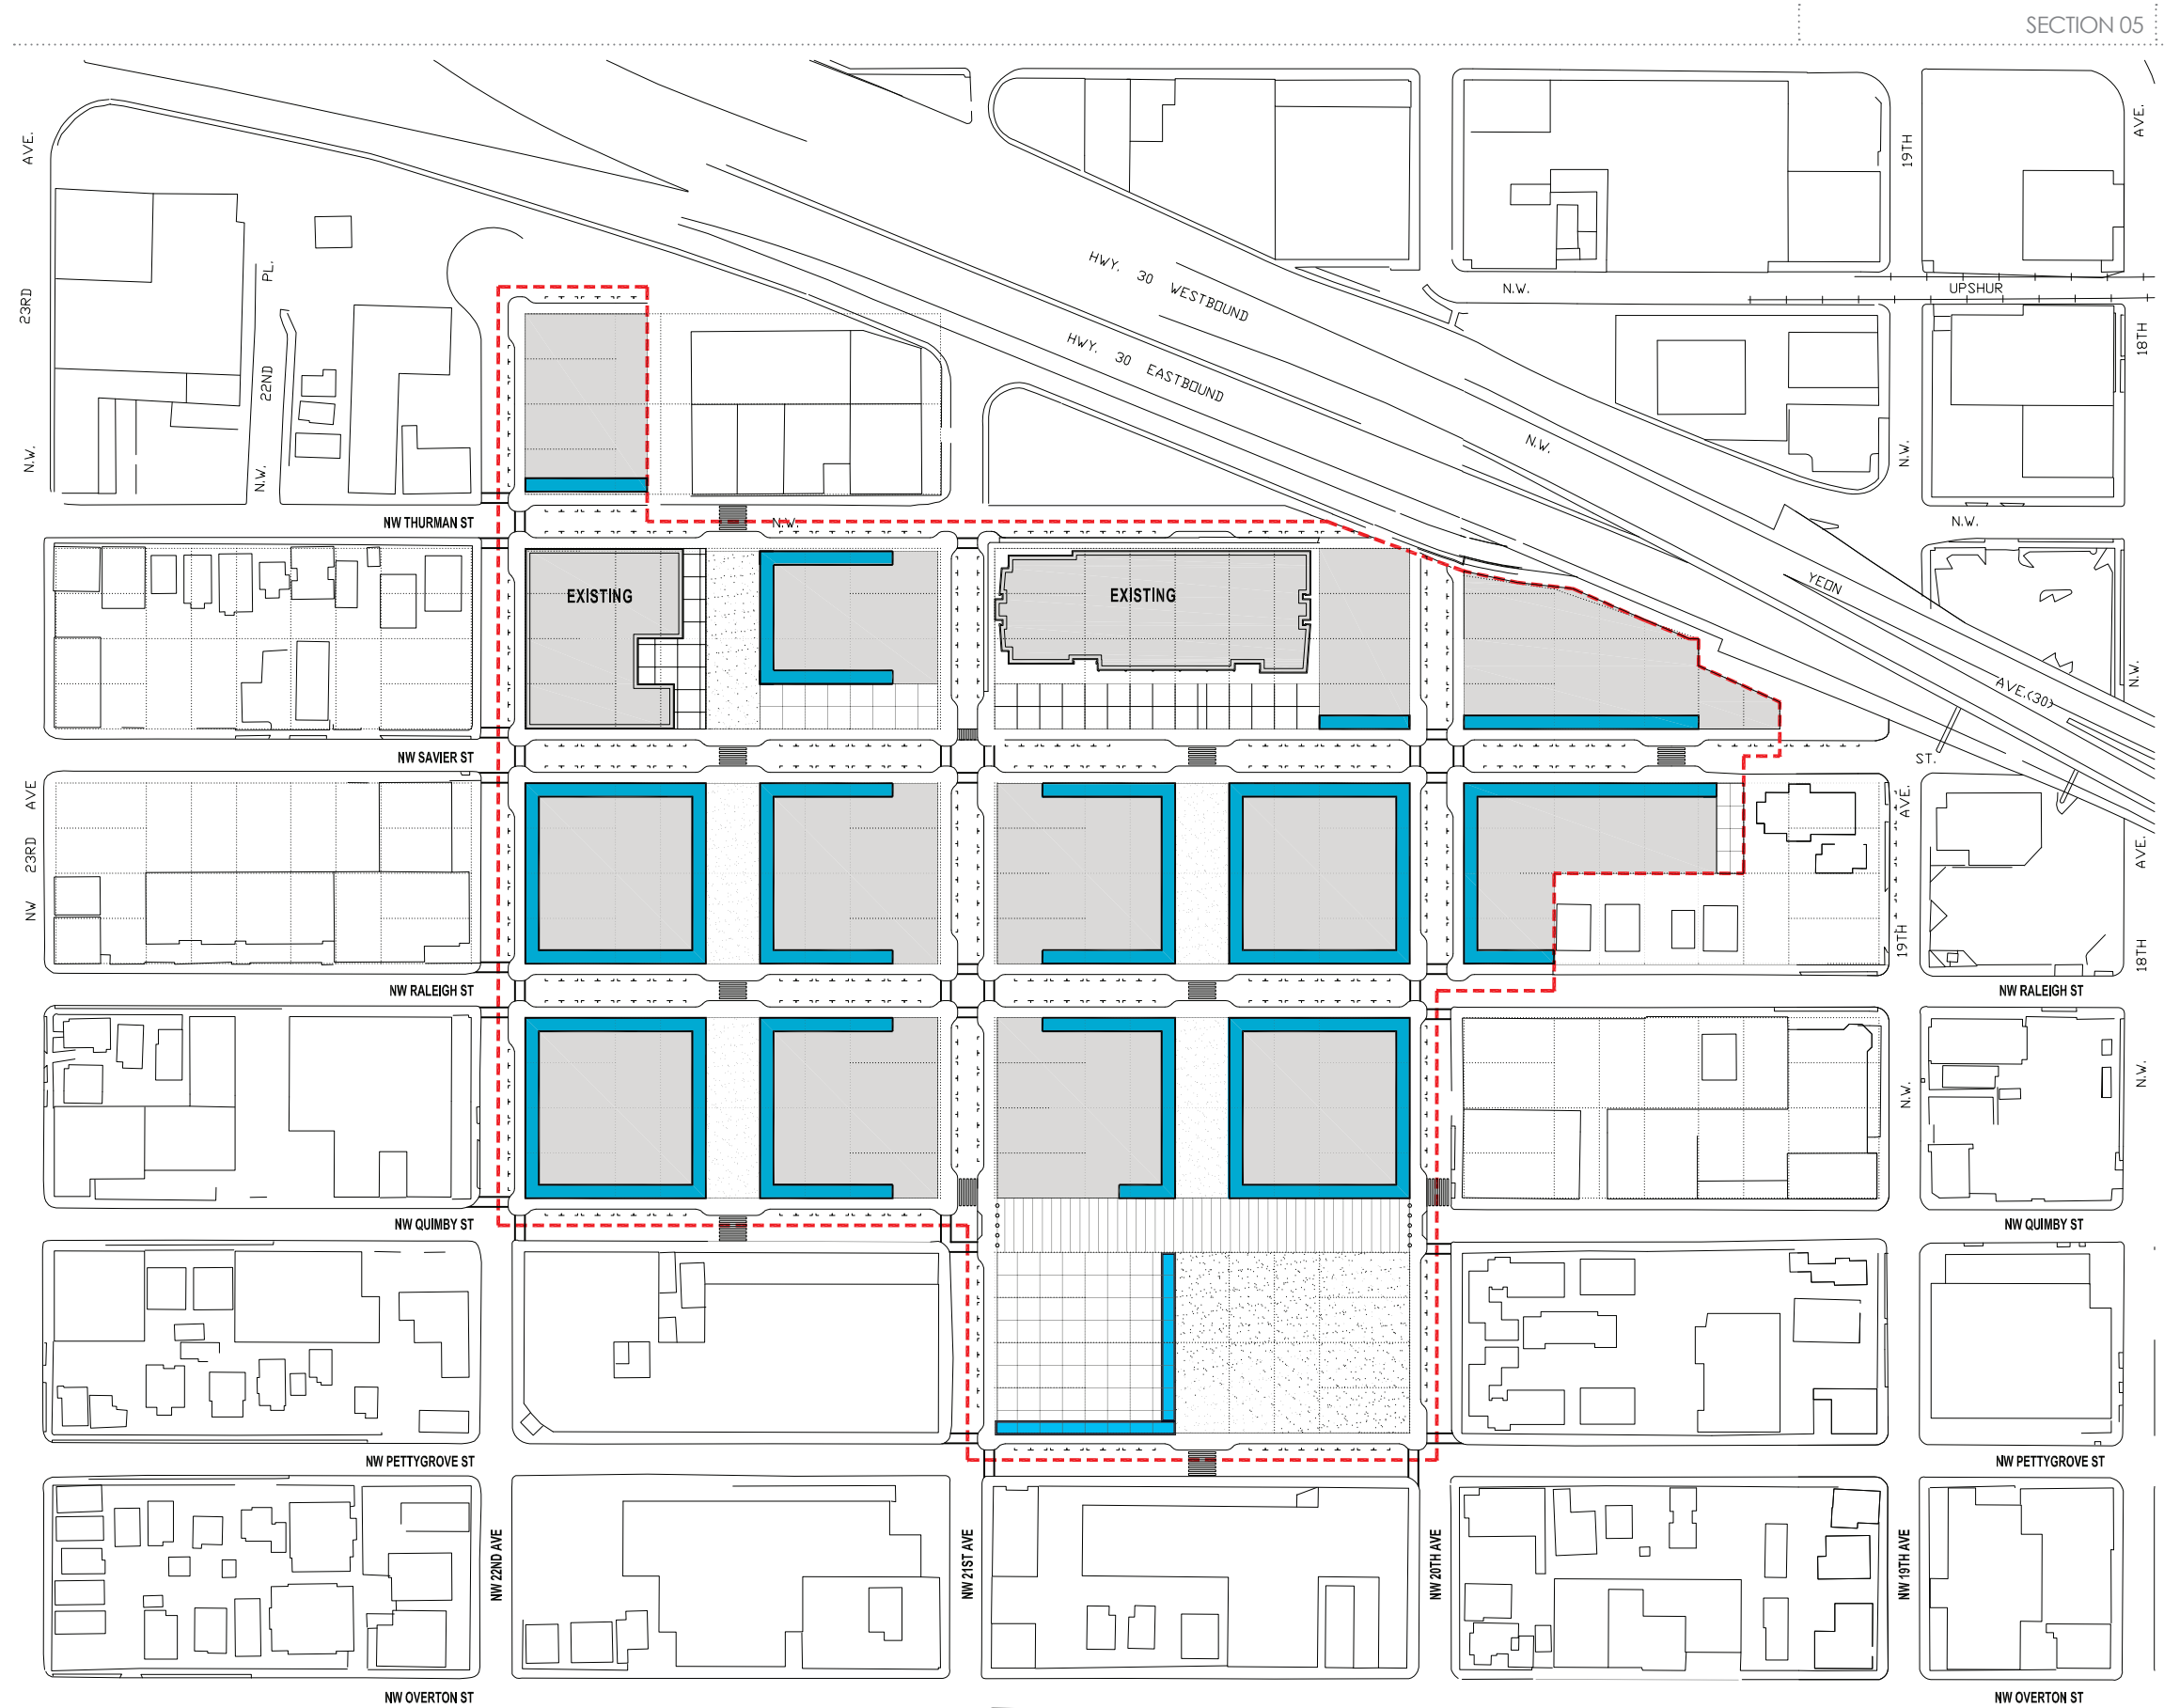 SECTION 05
AVE.
23RD
N.W.
PL.
22ND
N.W.
HWY. 30 WESTBOUND
HWY. 30 EASTBOUND
19TH
N.W.
AVE.
18TH
N.W.
N.W. UPSHUR
N.W.
YEON
AVE.(30)
N.W.
ST.
NW THURMAN ST
N.W.
EXISTING
EXISTING
NW SAVIER ST
AVE
23RD
NW
AVE.
19TH
N.W.
AVE.
18TH
N.W.
NW RALEIGH ST
NW RALEIGH ST
NW QUIMBY ST
NW QUIMBY ST
NW PETTYGROVE ST
NW PETTYGROVE ST
NW 22ND AVE
NW 21ST AVE
NW 20TH AVE
NW 19TH AVE
NW OVERTON ST
NW OVERTON ST